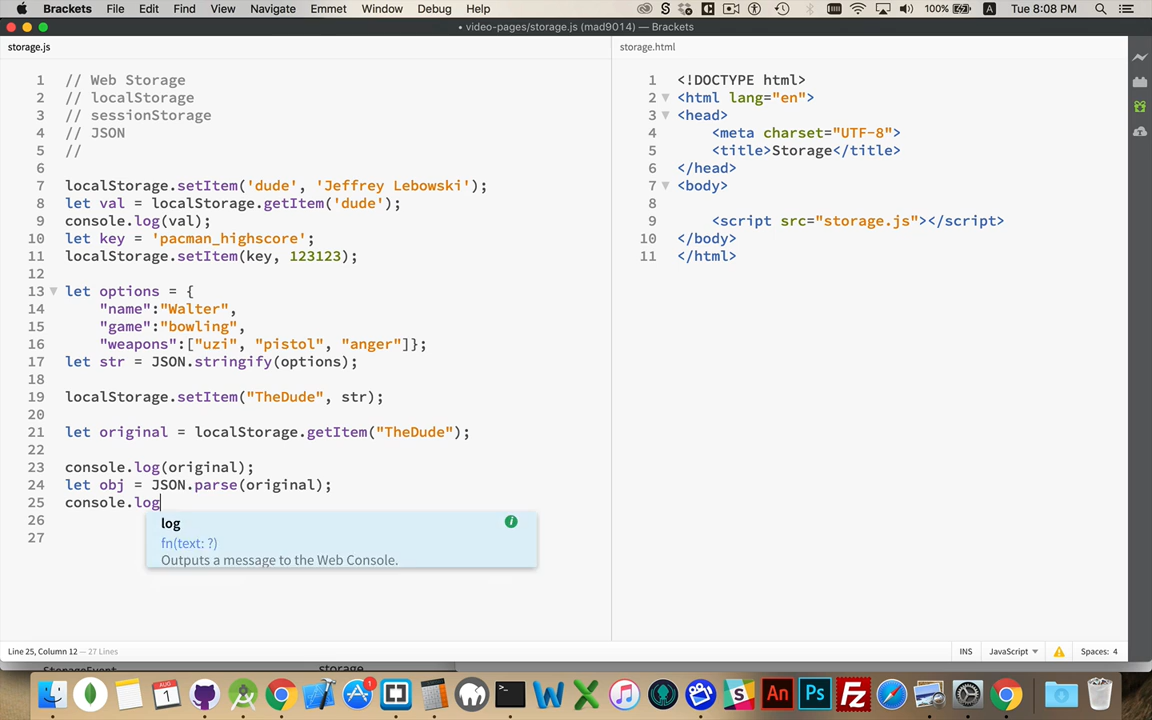 Brackets File Edit Find View Navigate Emmet Window Debug Help 100% A Tue 8:08 PM
• video-pages/storage.js (mad9014) — Brackets
storage.js
1 // Web Storage
2 // localStorage
3 // sessionStorage
4 // JSON
5 //
6
7 localStorage.setItem('dude', 'Jeffrey Lebowski');
8 let val = localStorage.getItem('dude');
9 console.log(val);
10 let key = 'pacman_highscore';
11 localStorage.setItem(key, 123123);
12
13 let options = {
14 "name":"Walter",
15 "game":"bowling",
16 "weapons":["uzi", "pistol", "anger"]};
17 let str = JSON.stringify(options);
18
19 localStorage.setItem("TheDude", str);
20
21 let original = localStorage.getItem("TheDude");
22
23 console.log(original);
24 let obj = JSON.parse(original);
25 console.log
26
27
log
fn(text: ?)
Outputs a message to the Web Console.
storage.html
1 <!DOCTYPE html>
2 <html lang="en">
3 <head>
4 <meta charset="UTF-8">
5 <title>Storage</title>
6 </head>
7 <body>
8
9 <script src="storage.js"></script>
10 </body>
11 </html>
Line 25, Column 12 — 27 Lines
INS JavaScript Spaces: 4
StorageEvent storage